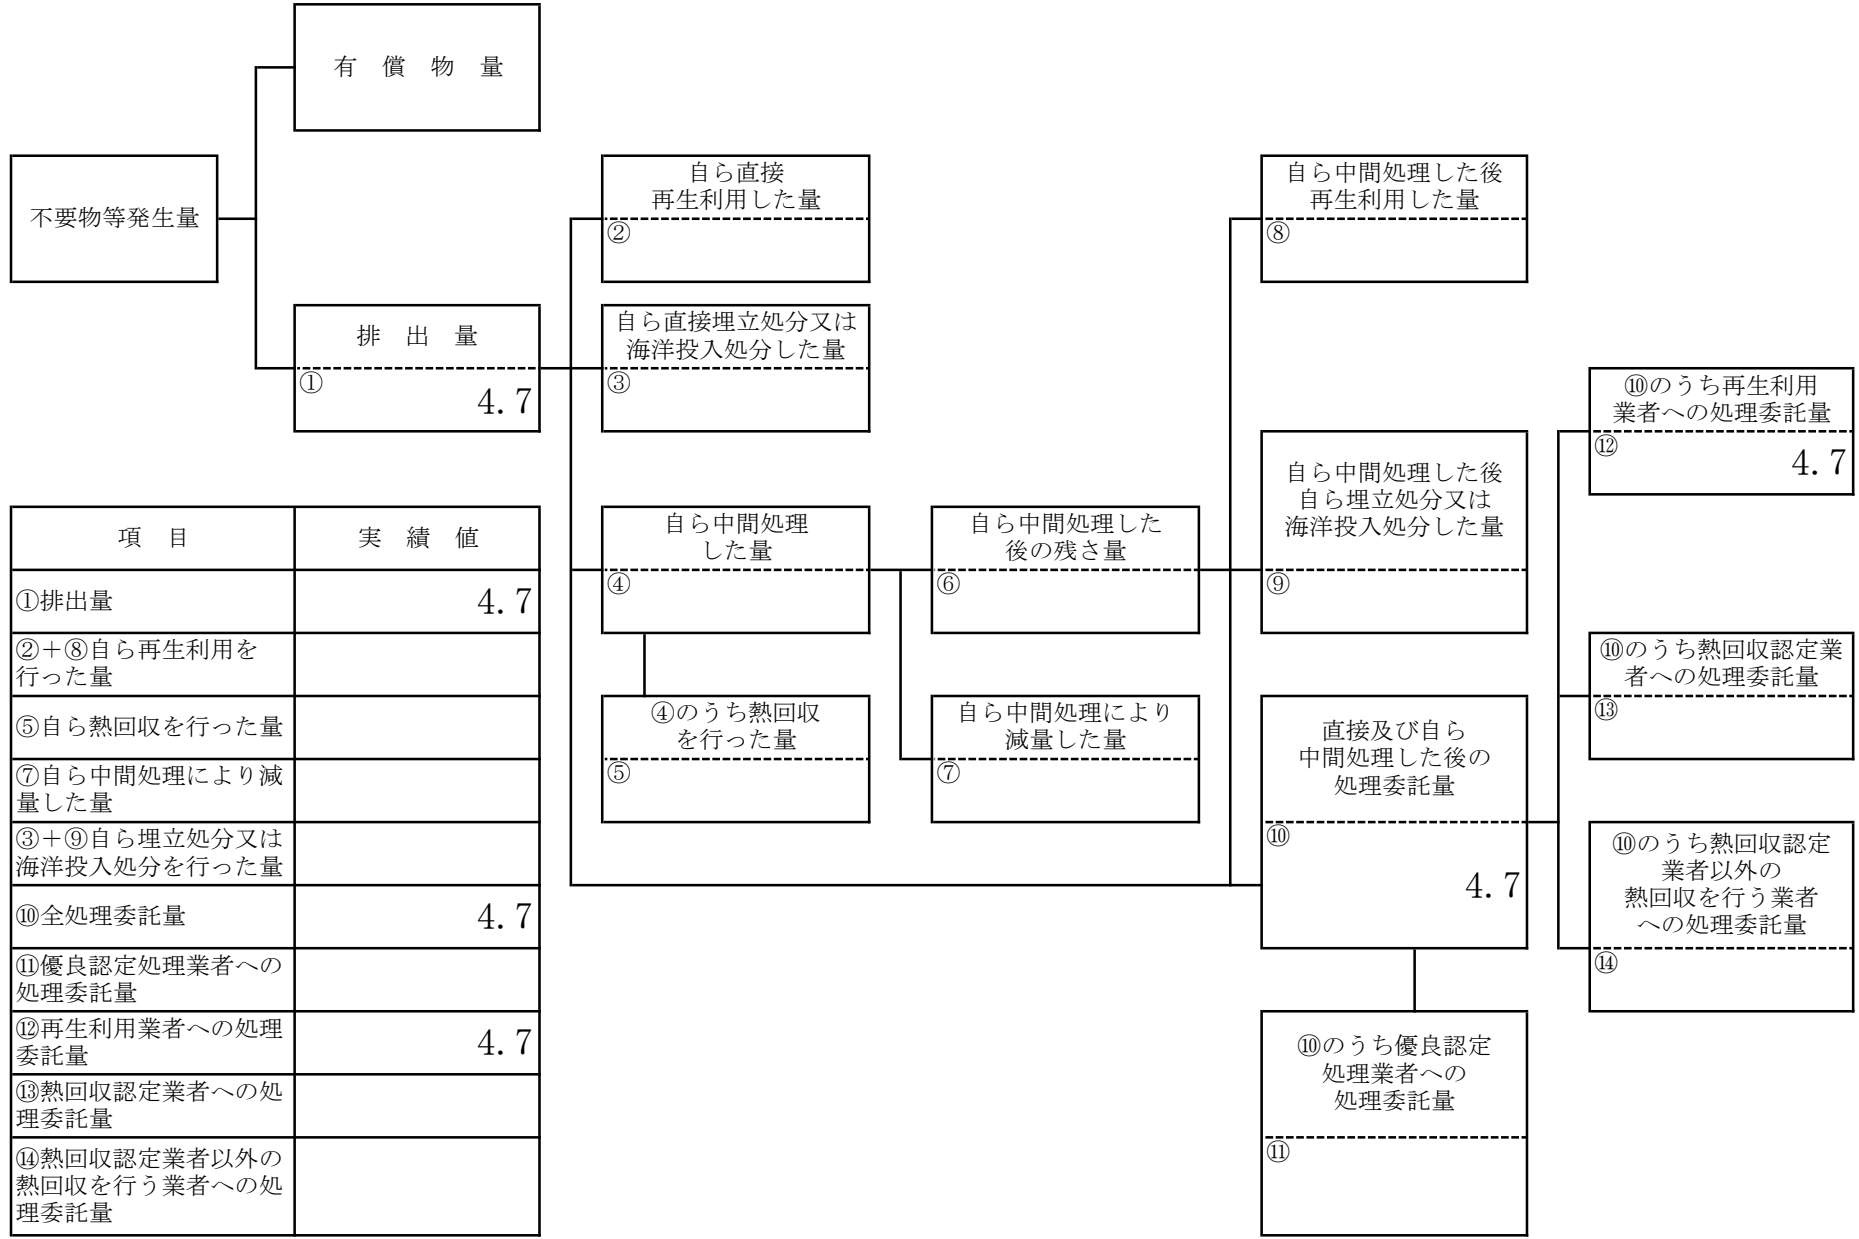 有 償 物 量
不要物等発生量
排 出 量
①
4.7
自ら直接
再生利用した量
②
自ら直接埋立処分又は
海洋投入処分した量
③
自ら中間処理
した量
④
④のうち熱回収
を行った量
⑤
自ら中間処理した
後の残さ量
⑥
自ら中間処理により
減量した量
⑦
自ら中間処理した後
再生利用した量
⑧
自ら中間処理した後
自ら埋立処分又は
海洋投入処分した量
⑨
直接及び自ら
中間処理した後の
処理委託量
⑩
4.7
⑩のうち優良認定
処理業者への
処理委託量
⑪
⑩のうち再生利用
業者への処理委託量
⑫
4.7
⑩のうち熱回収認定業
者への処理委託量
⑬
⑩のうち熱回収認定
業者以外の
熱回収を行う業者
への処理委託量
⑭
項 目 実 績 値
①排出量 4.7
②+⑧自ら再生利用を
行った量
⑤自ら熱回収を行った量
⑦自ら中間処理により減
量した量
③+⑨自ら埋立処分又は
海洋投入処分を行った量
⑩全処理委託量 4.7
⑪優良認定処理業者への
処理委託量
⑫再生利用業者への処理
委託量 4.7
⑬熱回収認定業者への処
理委託量
⑭熱回収認定業者以外の
熱回収を行う業者への処
理委託量